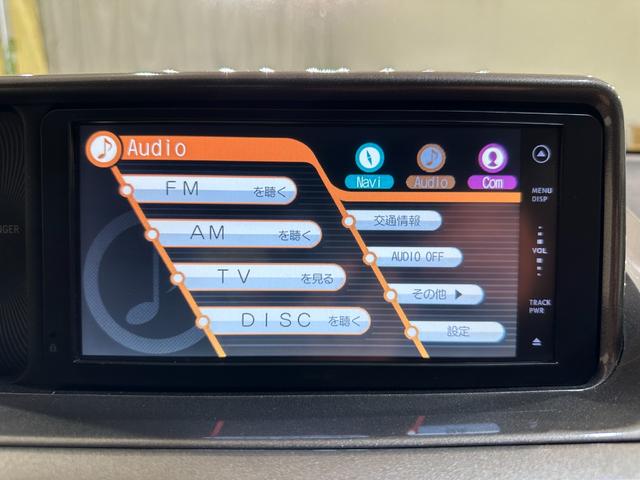 Audio
Navi
Audio
Com
FM を聴く
AM を聴く
TV を見る
DISC を聴く
交通情報
AUDIO OFF
その他 ▶
設定
MENU
DISP
VOL
TRACK
PWR
NGER